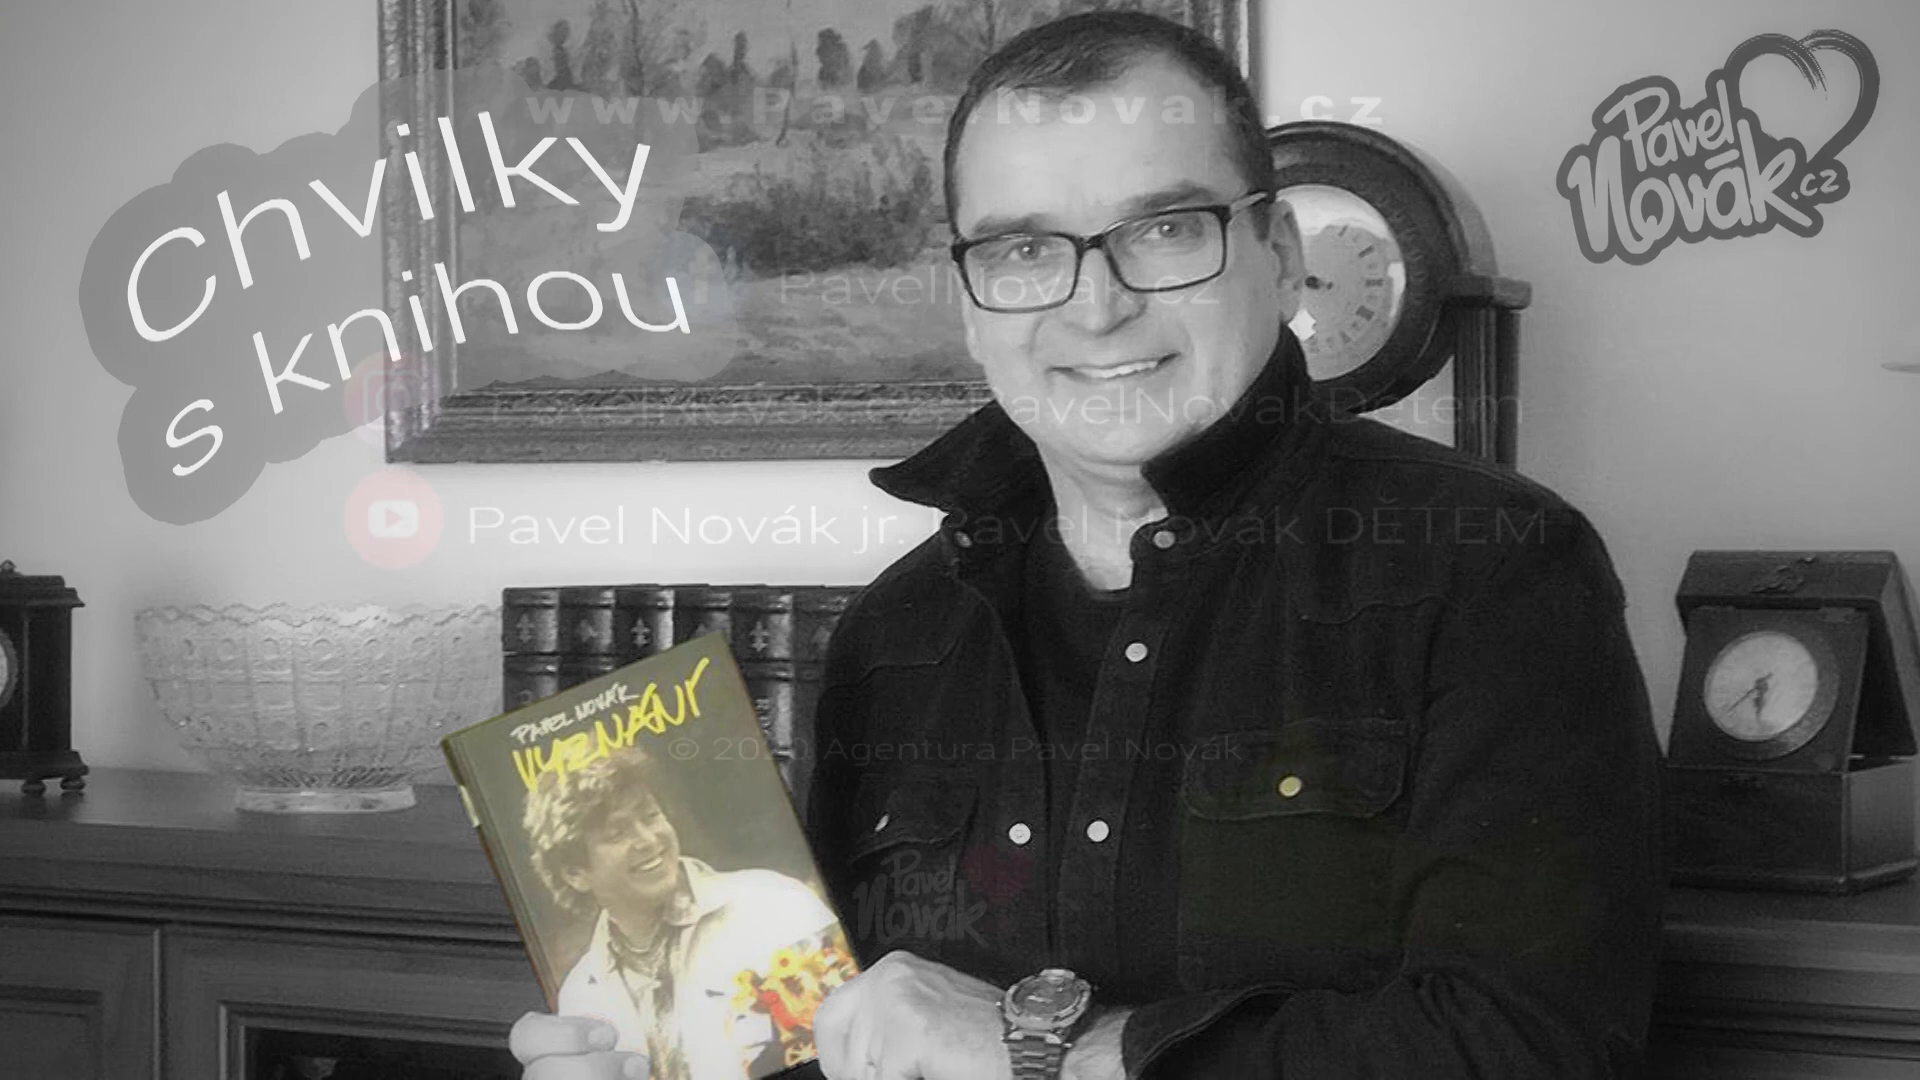 www.PavelNovak.cz
Chvilky
s knihou
Pavel
Novák.cz
PavelNovak.cz
PavelNovak.cz PavelNovakDetem
Pavel Novák jr. Pavel Novák DĚTEM
PAVEL NOVÁK
VYZNÁNÍ
© 2020 Agentura Pavel Novák
Pavel
Novák